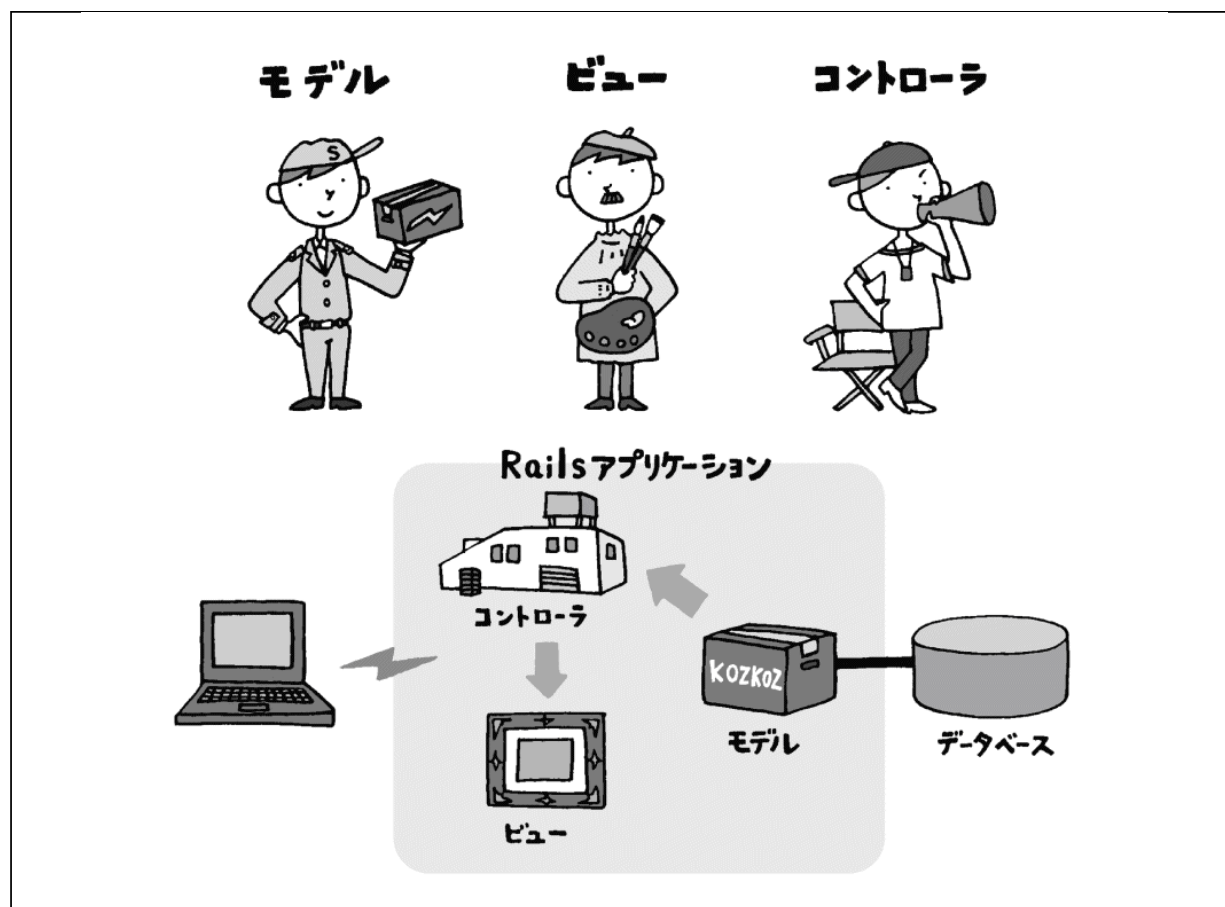 モデル
ビュー
コントローラ
S
Railsアプリケーション
コントローラ
KOZKOZ
モデル
データベース
ビュー